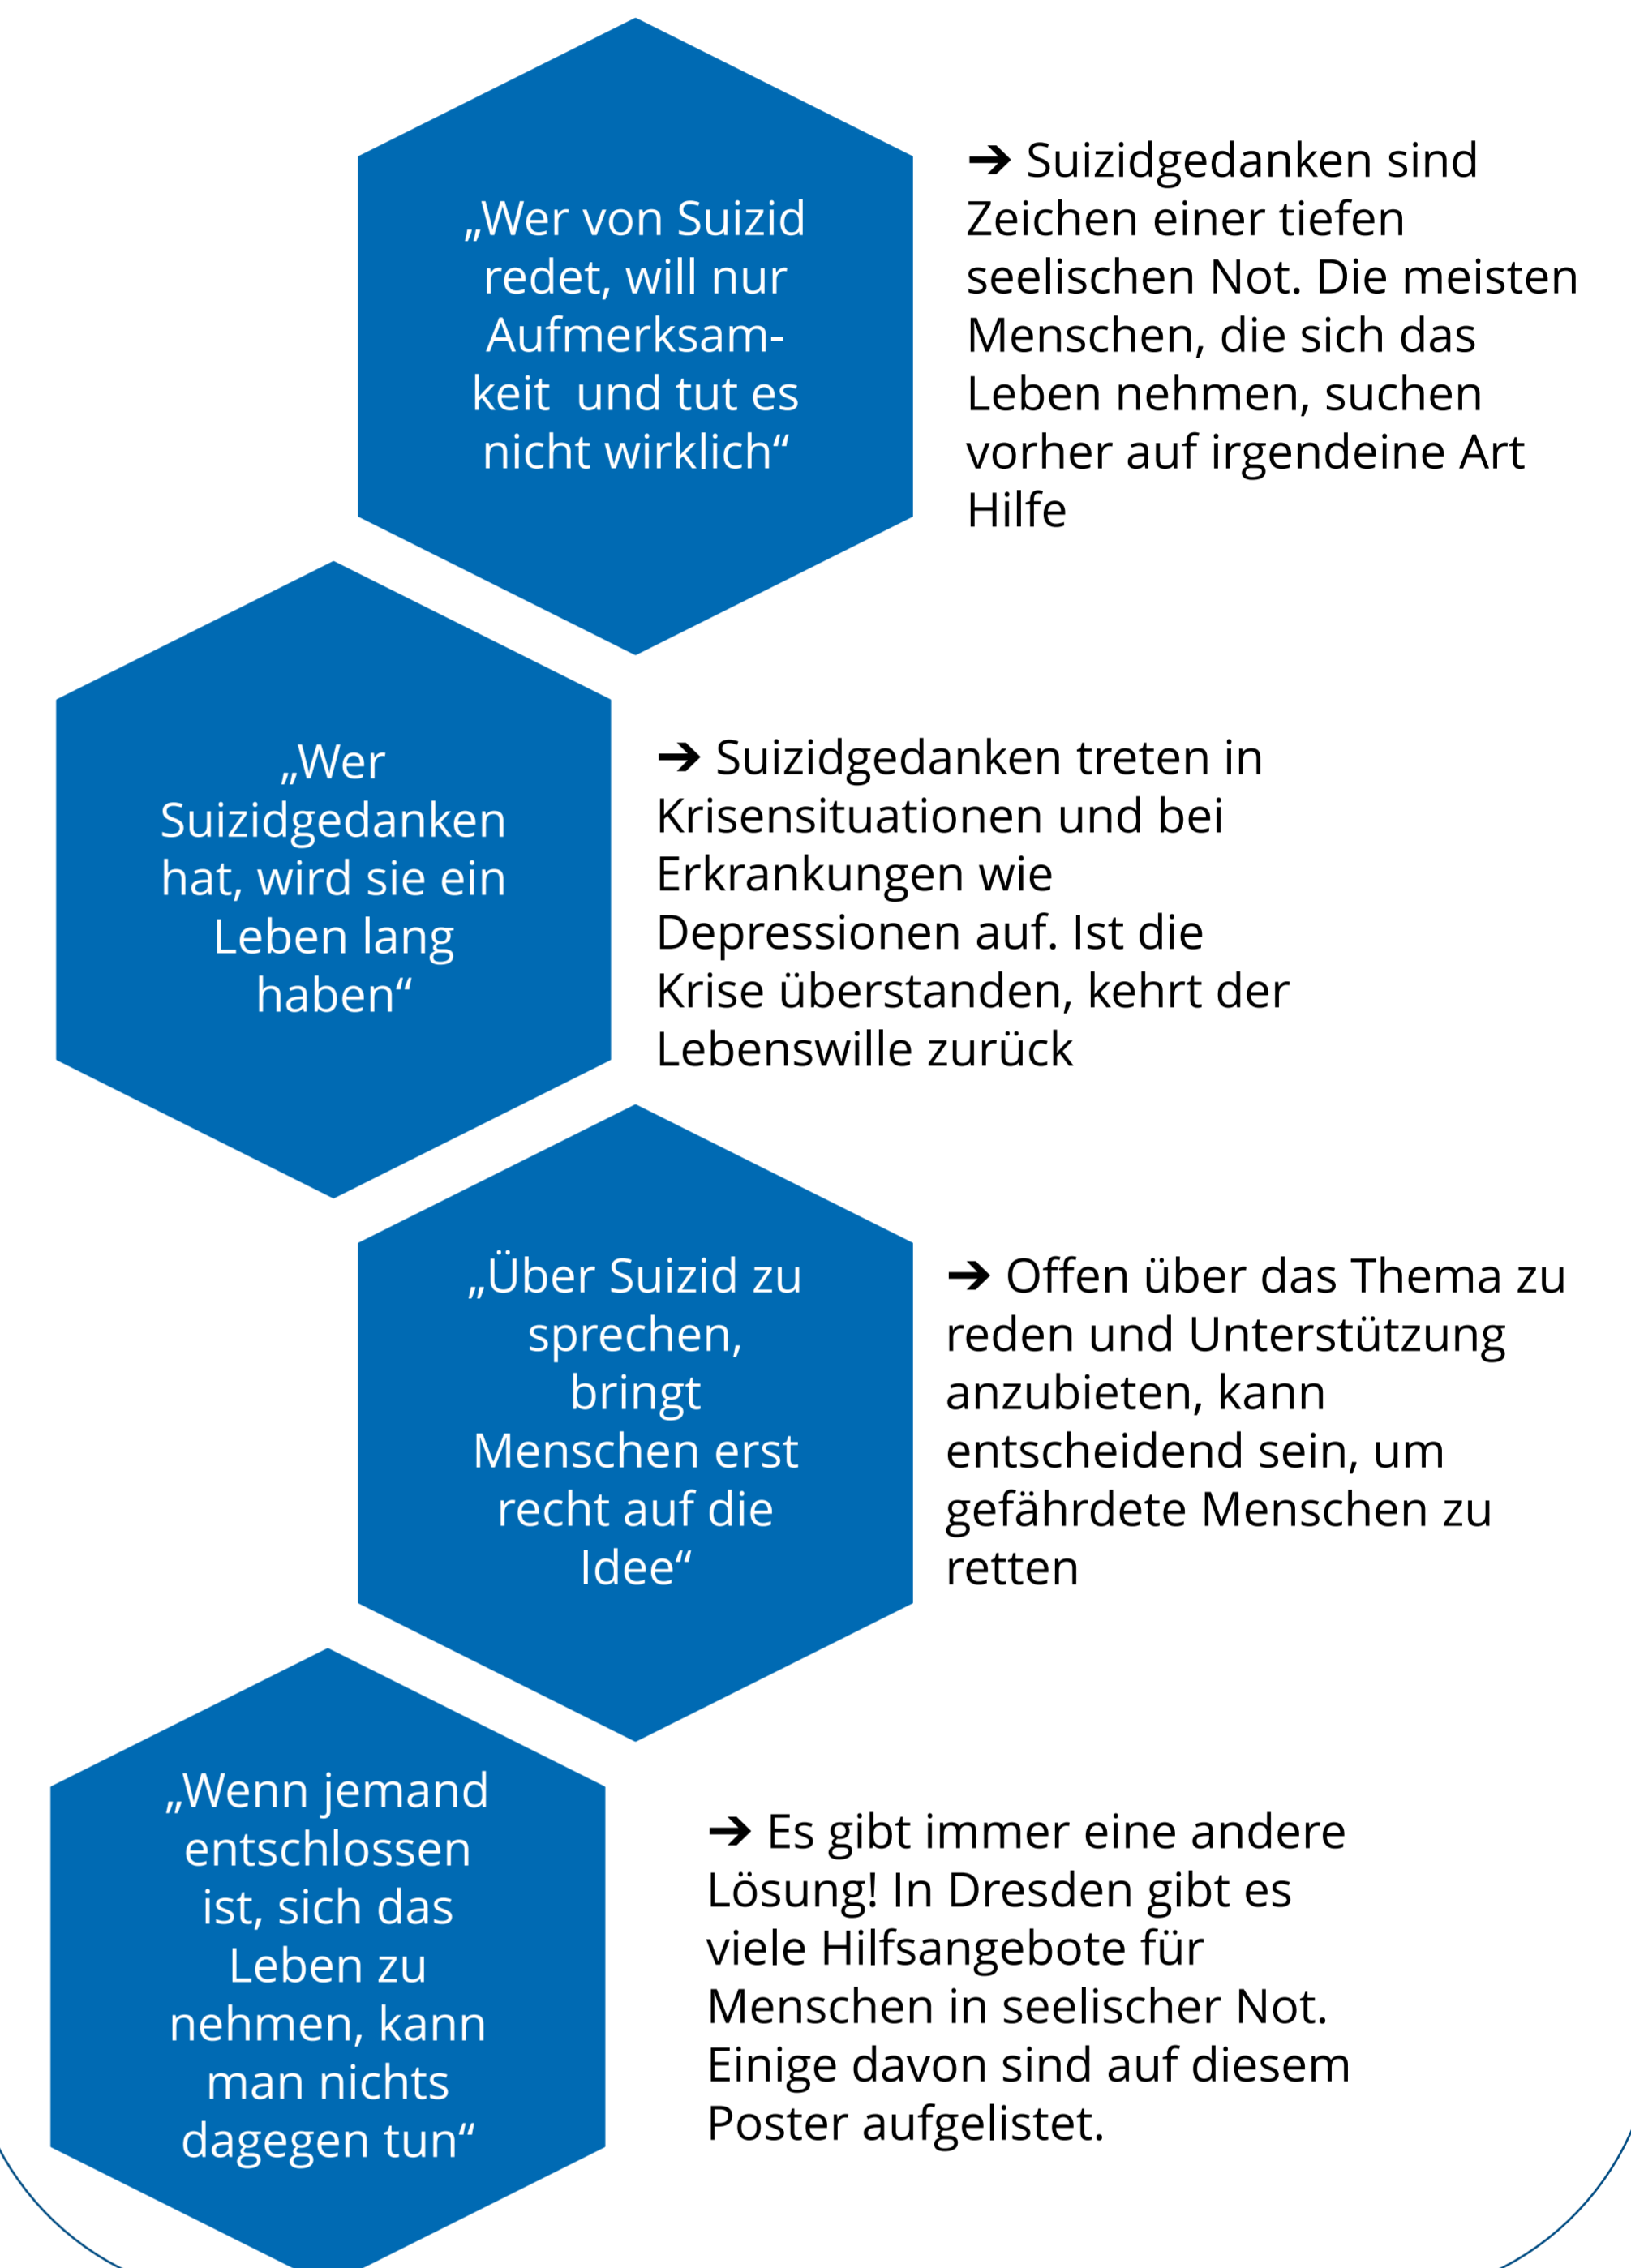 „Wer von Suizid
redet, will nur
Aufmerksam-
keit  und tut es
nicht wirklich“
➔ Suizidgedanken sind
Zeichen einer tiefen
seelischen Not. Die meisten
Menschen, die sich das
Leben nehmen, suchen
vorher auf irgendeine Art
Hilfe
„Wer
Suizidgedanken
hat, wird sie ein
Leben lang
haben“
➔ Suizidgedanken treten in
Krisensituationen und bei
Erkrankungen wie
Depressionen auf. Ist die
Krise überstanden, kehrt der
Lebenswille zurück
„Über Suizid zu
sprechen,
bringt
Menschen erst
recht auf die
Idee“
➔ Offen über das Thema zu
reden und Unterstützung
anzubieten, kann
entscheidend sein, um
gefährdete Menschen zu
retten
„Wenn jemand
entschlossen
ist, sich das
Leben zu
nehmen, kann
man nichts
dagegen tun“
➔ Es gibt immer eine andere
Lösung! In Dresden gibt es
viele Hilfsangebote für
Menschen in seelischer Not.
Einige davon sind auf diesem
Poster aufgelistet.